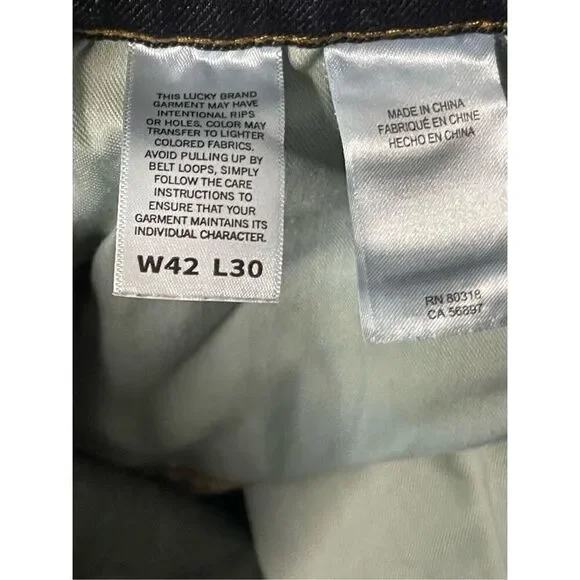 THIS LUCKY BRAND
GARMENT MAY HAVE
INTENTIONAL RIPS
OR HOLES. COLOR MAY
TRANSFER TO LIGHTER
COLORED FABRICS.
AVOID PULLING UP BY
BELT LOOPS, SIMPLY
FOLLOW THE CARE
INSTRUCTIONS TO
ENSURE THAT YOUR
GARMENT MAINTAINS ITS
INDIVIDUAL CHARACTER.
W42 L30
MADE IN CHINA
FABRIQUÉ EN CHINE
HECHO EN CHINA
RN 80318
CA 56897